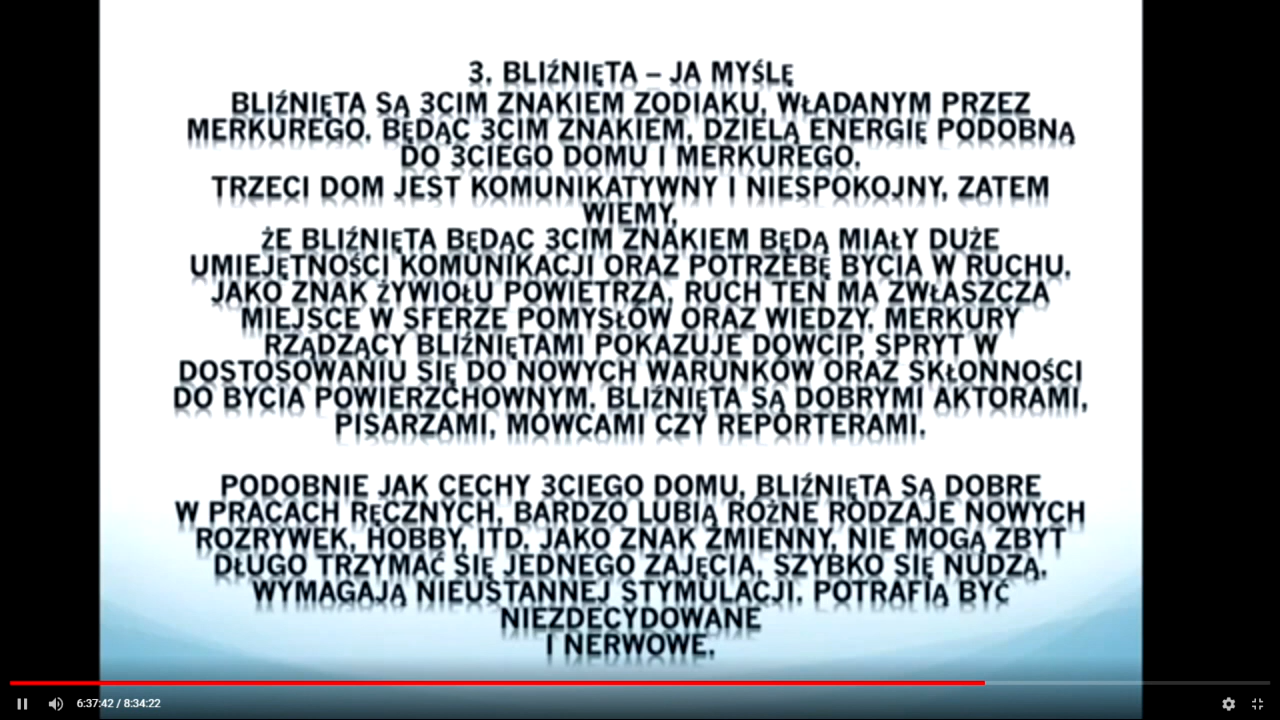 3. BLIŹNIĘTA – JA MYŚLĘ
BLIŹNIĘTA SĄ 3CIM ZNAKIEM ZODIAKU, WŁADANYM PRZEZ
MERKUREGO. BĘDĄC 3CIM ZNAKIEM, DZIELĄ ENERGIĘ PODOBNĄ
DO 3CIEGO DOMU I MERKUREGO.
TRZECI DOM JEST KOMUNIKATYWNY I NIESPOKOJNY, ZATEM
WIEMY,
ŻE BLIŹNIĘTA BĘDĄC 3CIM ZNAKIEM BĘDĄ MIAŁY DUŻE
UMIEJĘTNOŚCI KOMUNIKACJI ORAZ POTRZEBĘ BYCIA W RUCHU.
JAKO ZNAK ŻYWIOŁU POWIETRZA, RUCH TEN MA ZWŁASZCZA
MIEJSCE W SFERZE POMYSŁÓW ORAZ WIEDZY. MERKURY
RZĄDZĄCY BLIŹNIĘTAMI POKAZUJE DOWCIP, SPRYT W
DOSTOSOWANIU SIĘ DO NOWYCH WARUNKÓW ORAZ SKŁONNOŚCI
DO BYCIA POWIERZCHOWNYM. BLIŹNIĘTA SĄ DOBRYMI AKTORAMI,
PISARZAMI, MÓWCAMI CZY REPORTERAMI.
PODOBNIE JAK CECHY 3CIEGO DOMU, BLIŹNIĘTA SĄ DOBRE
W PRACACH RĘCZNYCH, BARDZO LUBIĄ RÓŻNE RODZAJE NOWYCH
ROZRYWEK, HOBBY, ITD. JAKO ZNAK ZMIENNY, NIE MOGĄ ZBYT
DŁUGO TRZYMAĆ SIĘ JEDNEGO ZAJĘCIA, SZYBKO SIĘ NUDZĄ.
WYMAGAJĄ NIEUSTANNEJ STYMULACJI. POTRAFIĄ BYĆ
NIEZDECYDOWANE
I NERWOWE.
6:37:42 / 8:34:22